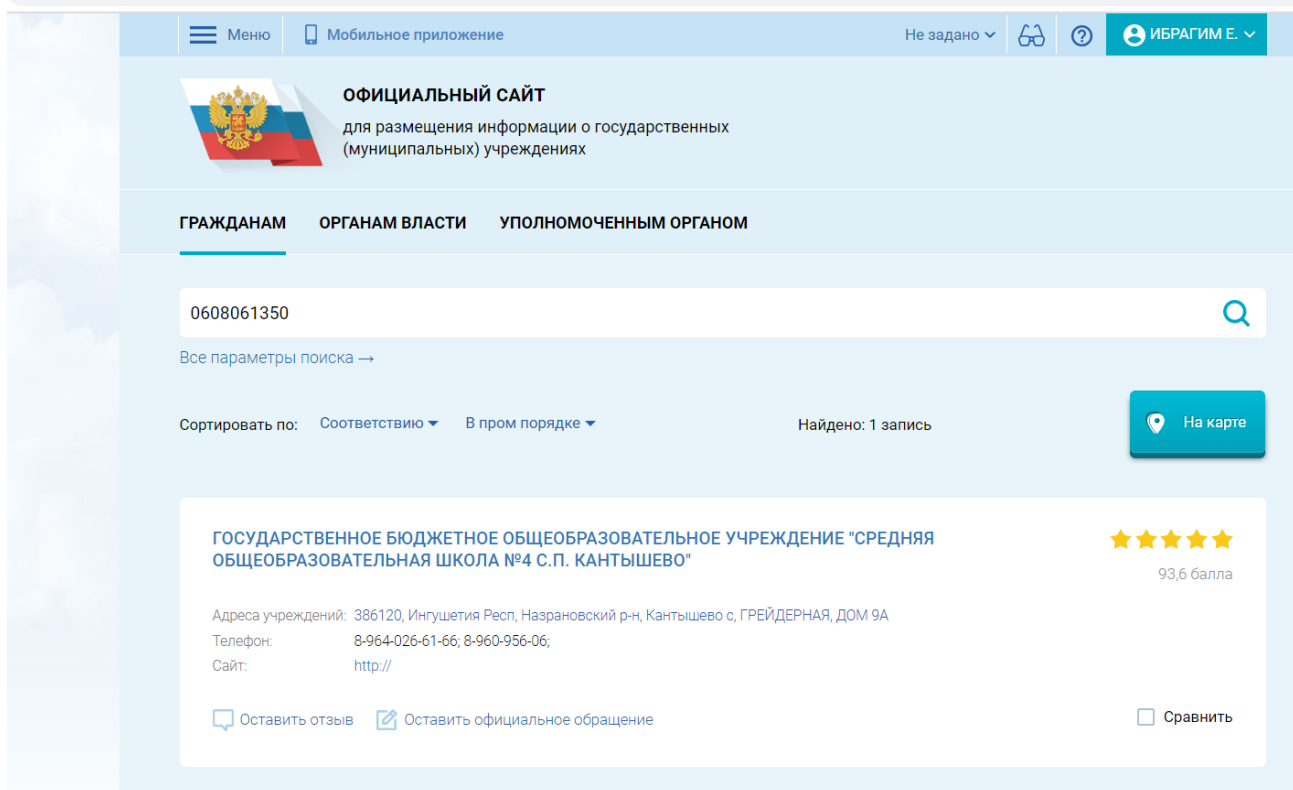 Меню Мобильное приложение Не задано ИБРАГИМ Е.
ОФИЦИАЛЬНЫЙ САЙТ
для размещения информации о государственных
(муниципальных) учреждениях
ГРАЖДАНАМ ОРГАНАМ ВЛАСТИ УПОЛНОМОЧЕННЫМ ОРГАНОМ
0608061350
Все параметры поиска →
Сортировать по: Соответствию В пром порядке Найдено: 1 запись На карте
ГОСУДАРСТВЕННОЕ БЮДЖЕТНОЕ ОБЩЕОБРАЗОВАТЕЛЬНОЕ УЧРЕЖДЕНИЕ "СРЕДНЯЯ
ОБЩЕОБРАЗОВАТЕЛЬНАЯ ШКОЛА №4 С.П. КАНТЫШЕВО"
93,6 балла
Адреса учреждений: 386120, Ингушетия Респ, Назрановский р-н, Кантышево с, ГРЕЙДЕРНАЯ, ДОМ 9А
Телефон: 8-964-026-61-66; 8-960-956-06;
Сайт: http://
Оставить отзыв Оставить официальное обращение Сравнить